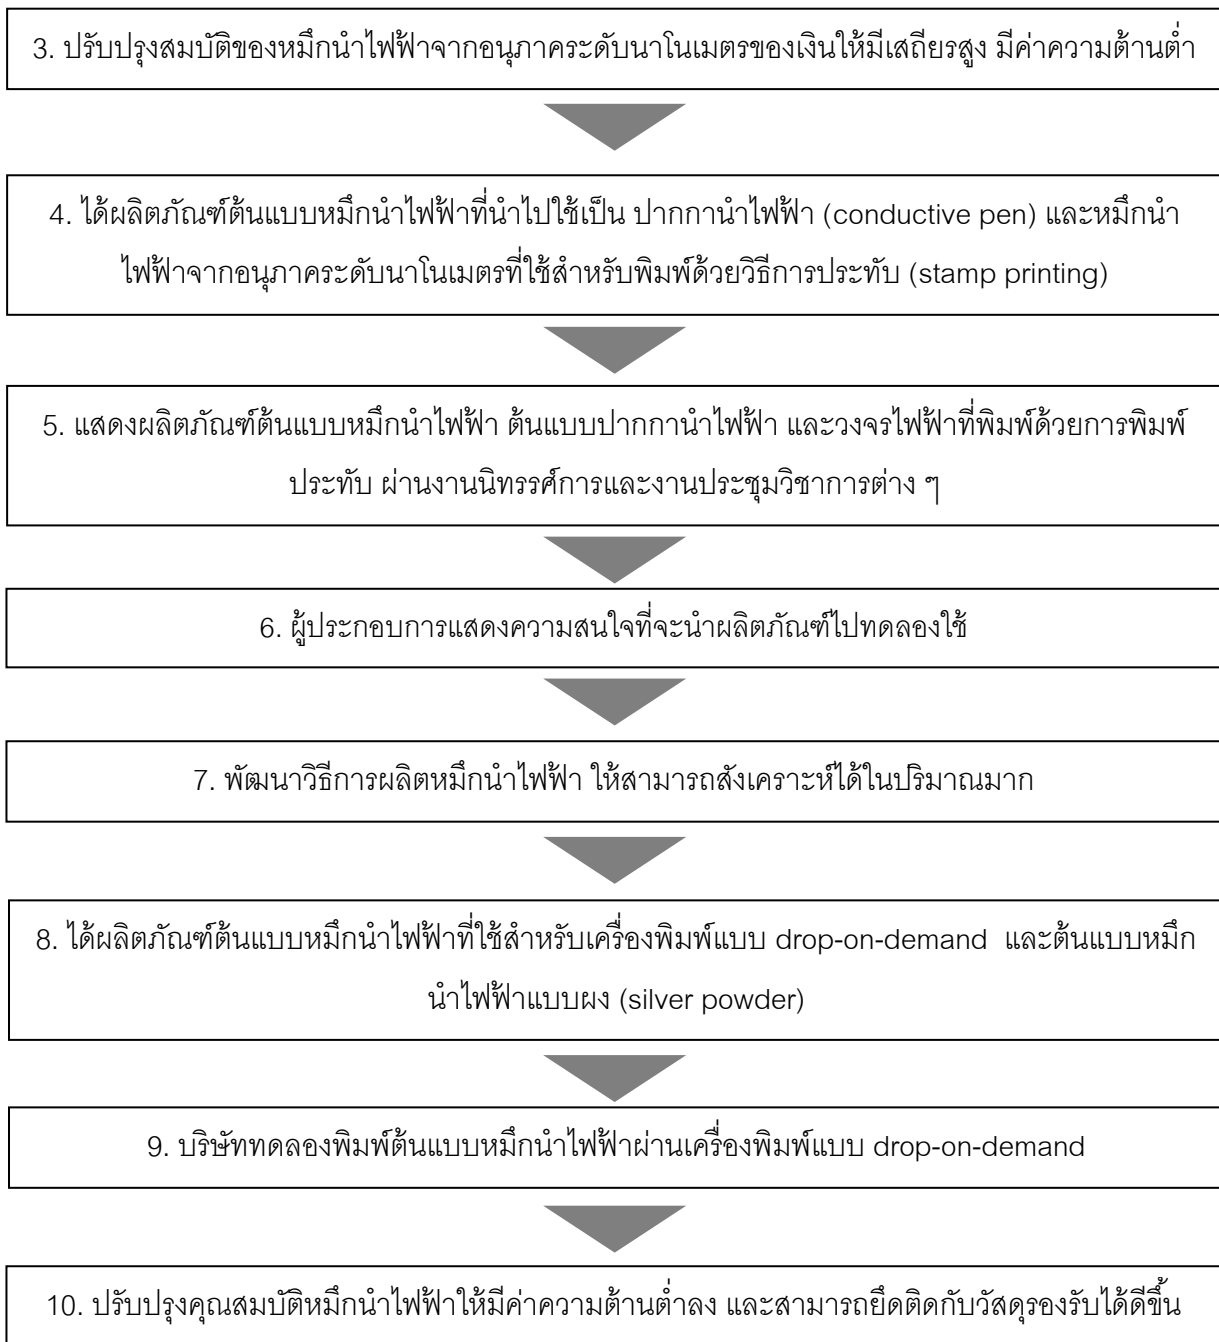 3. ปรับปรุงสมบัติของหมึกนำไฟฟ้าจากอนุภาคระดับนาโนเมตรของเงินให้มีเสถียรสูง มีค่าความต้านต่ำ
4. ได้ผลิตภัณฑ์ต้นแบบหมึกนำไฟฟ้าที่นำไปใช้เป็น ปากกานำไฟฟ้า (conductive pen) และหมึกนำ
ไฟฟ้าจากอนุภาคระดับนาโนเมตรที่ใช้สำหรับพิมพ์ด้วยวิธีการประทับ (stamp printing)
5. แสดงผลิตภัณฑ์ต้นแบบหมึกนำไฟฟ้า ต้นแบบปากกานำไฟฟ้า และวงจรไฟฟ้าที่พิมพ์ด้วยการพิมพ์
ประทับ ผ่านงานนิทรรศ์การและงานประชุมวิชาการต่าง ๆ
6. ผู้ประกอบการแสดงความสนใจที่จะนำผลิตภัณฑ์ไปทดลองใช้
7. พัฒนาวิธีการผลิตหมึกนำไฟฟ้า ให้สามารถสังเคราะห์ได้ในปริมาณมาก
8. ได้ผลิตภัณฑ์ต้นแบบหมึกนำไฟฟ้าที่ใช้สำหรับเครื่องพิมพ์แบบ drop-on-demand และต้นแบบหมึก
นำไฟฟ้าแบบผง (silver powder)
9. บริษัททดลองพิมพ์ต้นแบบหมึกนำไฟฟ้าผ่านเครื่องพิมพ์แบบ drop-on-demand
10. ปรับปรุงคุณสมบัติหมึกนำไฟฟ้าให้มีค่าความต้านต่ำลง และสามารถยึดติดกับวัสดุรองรับได้ดีขึ้น